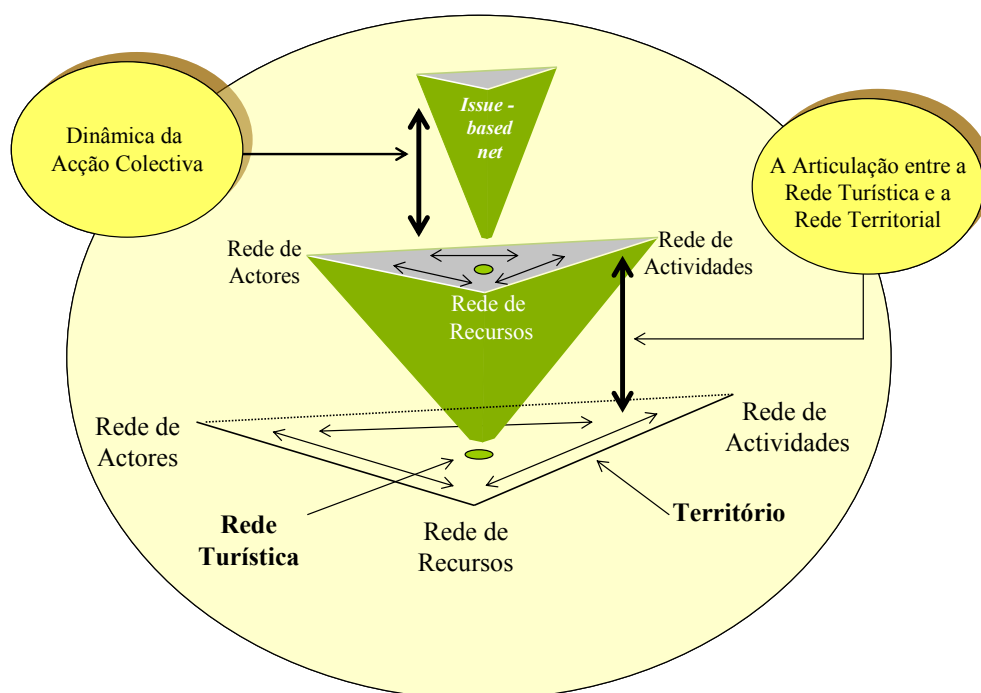 Issue -
based
net
Dinâmica da
Acção Colectiva
A Articulação entre a
Rede Turística e a
Rede Territorial
Rede de
Actores
Rede de
Actividades
Rede de
Recursos
Rede de
Actores
Rede de
Actividades
Rede
Turística
Território
Rede de
Recursos